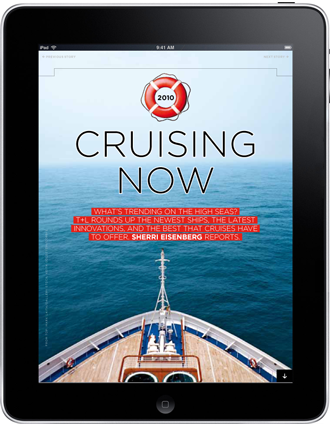 iPad
9:41 AM
2010
CRUISING
NOW
WHAT'S TRENDING ON THE HIGH SEAS?
T+L ROUNDS UP THE NEWEST SHIPS, THE LATEST
INNOVATIONS, AND THE BEST THAT CRUISES HAVE
TO OFFER. SHERRI EISENBERG REPORTS.